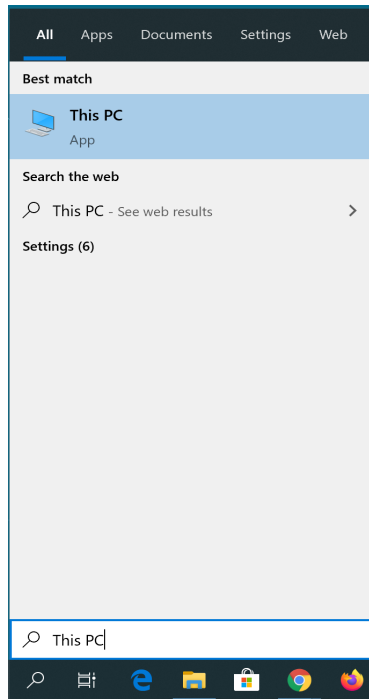 All Apps Documents Settings Web
Best match
This PC
App
Search the web
This PC - See web results
Settings (6)
This PC